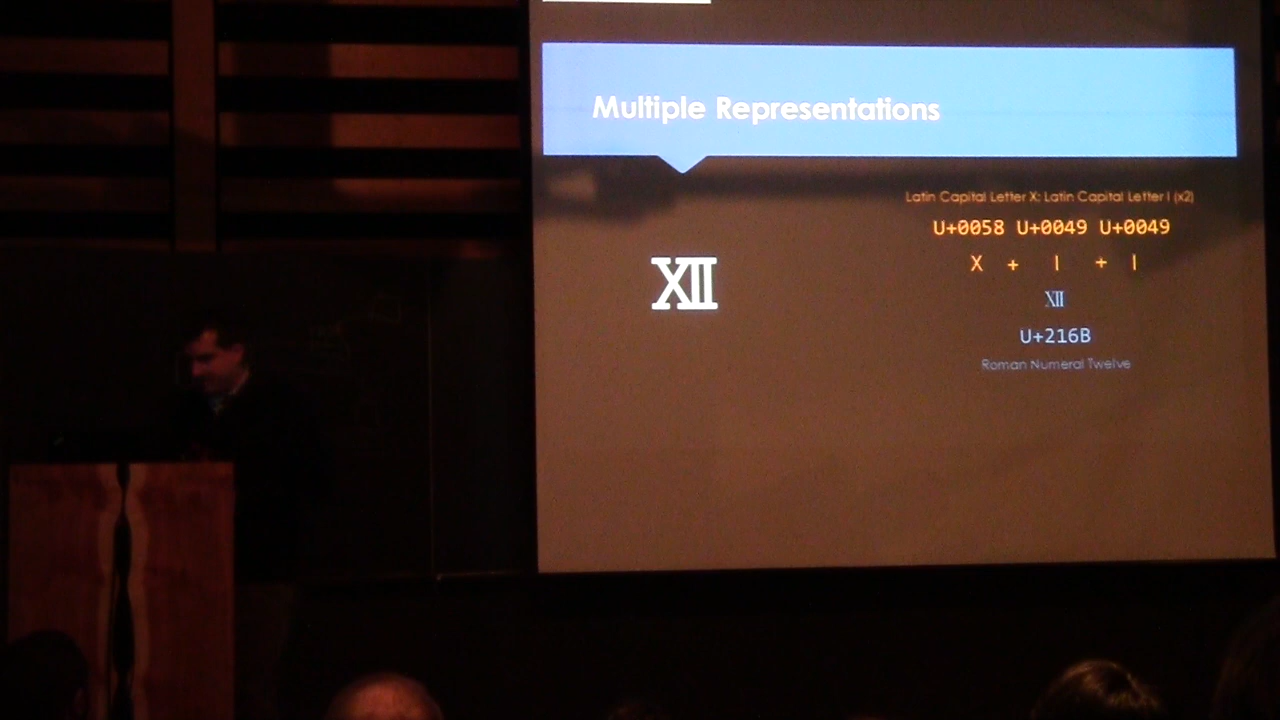 Multiple Representations
Latin Capital Letter X; Latin Capital Letter I (x2)
U+0058 U+0049 U+0049
X + I + I
Ⅻ
Ⅻ
U+216B
Roman Numeral Twelve